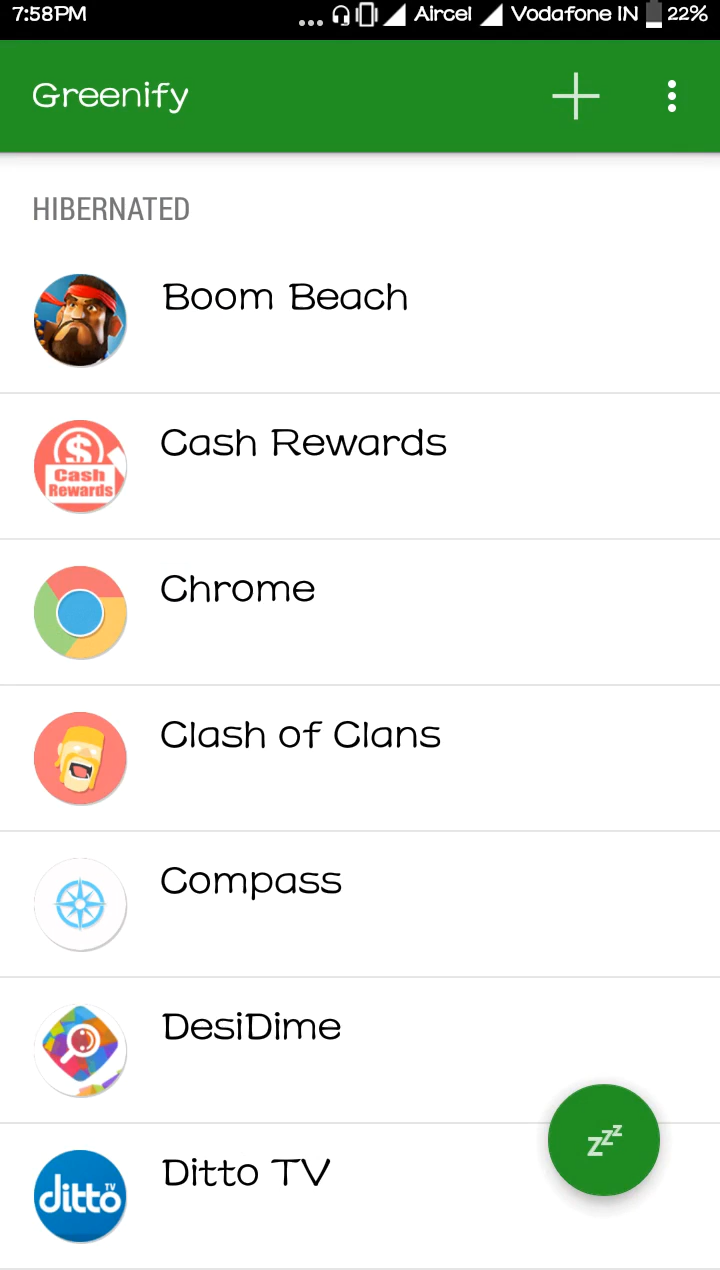 7:58PM ... Aircel Vodafone IN 22%
Greenify
HIBERNATED
Boom Beach
$
Cash
Rewards
Cash Rewards
Chrome
Clash of Clans
Compass
DesiDime
zzz
ditto TV
Ditto TV